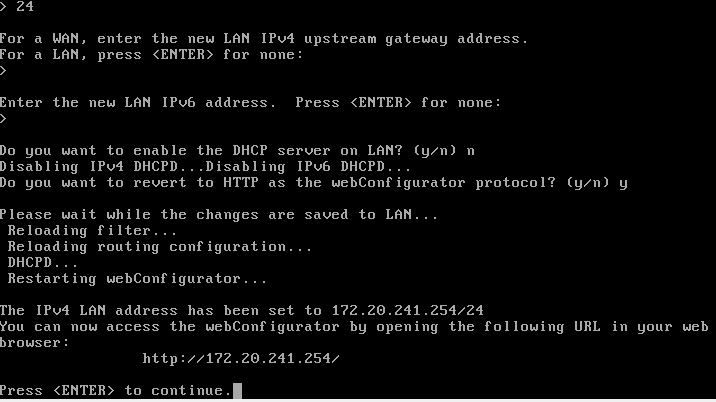 > 24
For a WAN, enter the new LAN IPv4 upstream gateway address.
For a LAN, press <ENTER> for none:
>
Enter the new LAN IPv6 address.  Press <ENTER> for none:
>
Do you want to enable the DHCP server on LAN? (y/n) n
Disabling IPv4 DHCPD...Disabling IPv6 DHCPD...
Do you want to revert to HTTP as the webConfigurator protocol? (y/n) y
Please wait while the changes are saved to LAN...
 Reloading filter...
 Reloading routing configuration...
 DHCPD...
 Restarting webConfigurator...
The IPv4 LAN address has been set to 172.20.241.254/24
You can now access the webConfigurator by opening the following URL in your web
browser:
                http://172.20.241.254/
Press <ENTER> to continue.